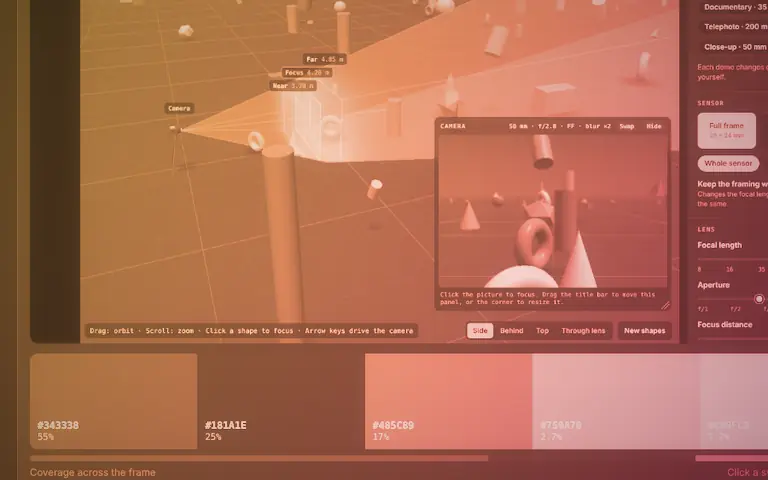 Documentary · 35
Telephoto · 200 m
Close-up · 50 mm
Each demo changes
yourself.
SENSOR
Full frame
Whole sensor
Keep the framing w
Changes the focal leng
the same.
LENS
Focal length
8 16 35
Aperture
f/1 f/2
Focus distance
Far 4.85 m
Focus 4.20 m
Near 3.70 m
Camera
CAMERA 50 mm · f/2.8 · FF · blur ×2 Swap Hide
Click the picture to focus. Drag the title bar to move this
panel, or the corner to resize it.
Drag: orbit · Scroll: zoom · Click a shape to focus · Arrow keys drive the camera
Side Behind Top Through lens New shapes
#343338
55%
#181A1E
25%
#485C89
17%
#759A78
2.7%
Coverage across the frame
Click a s